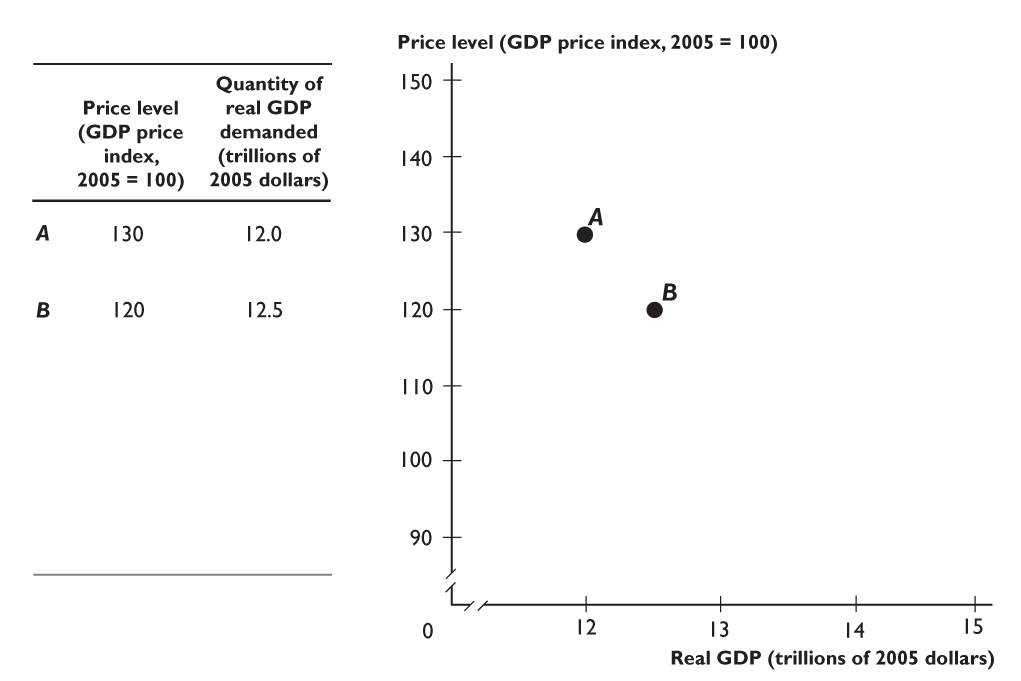 Price level (GDP price index, 2005 = 100)
Price level
(GDP price
index,
2005 = 100)
Quantity of
real GDP
demanded
(trillions of
2005 dollars)
A 130 12.0
B 120 12.5
150
140
130
120
110
100
90
0
A
B
12 13 14 15
Real GDP (trillions of 2005 dollars)